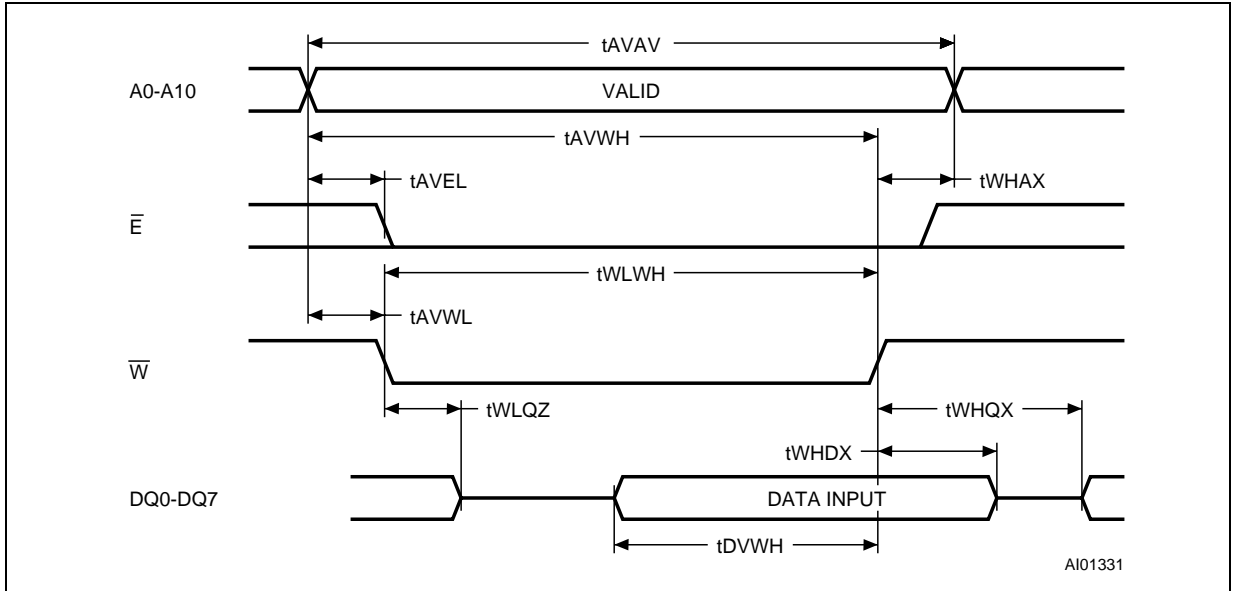 tAVAV
A0-A10
VALID
tAVWH
tAVEL
tWHAX
E̅
tWLWH
tAVWL
W̅
tWLQZ
tWHQX
tWHDX
DQ0-DQ7
DATA INPUT
tDVWH
AI01331